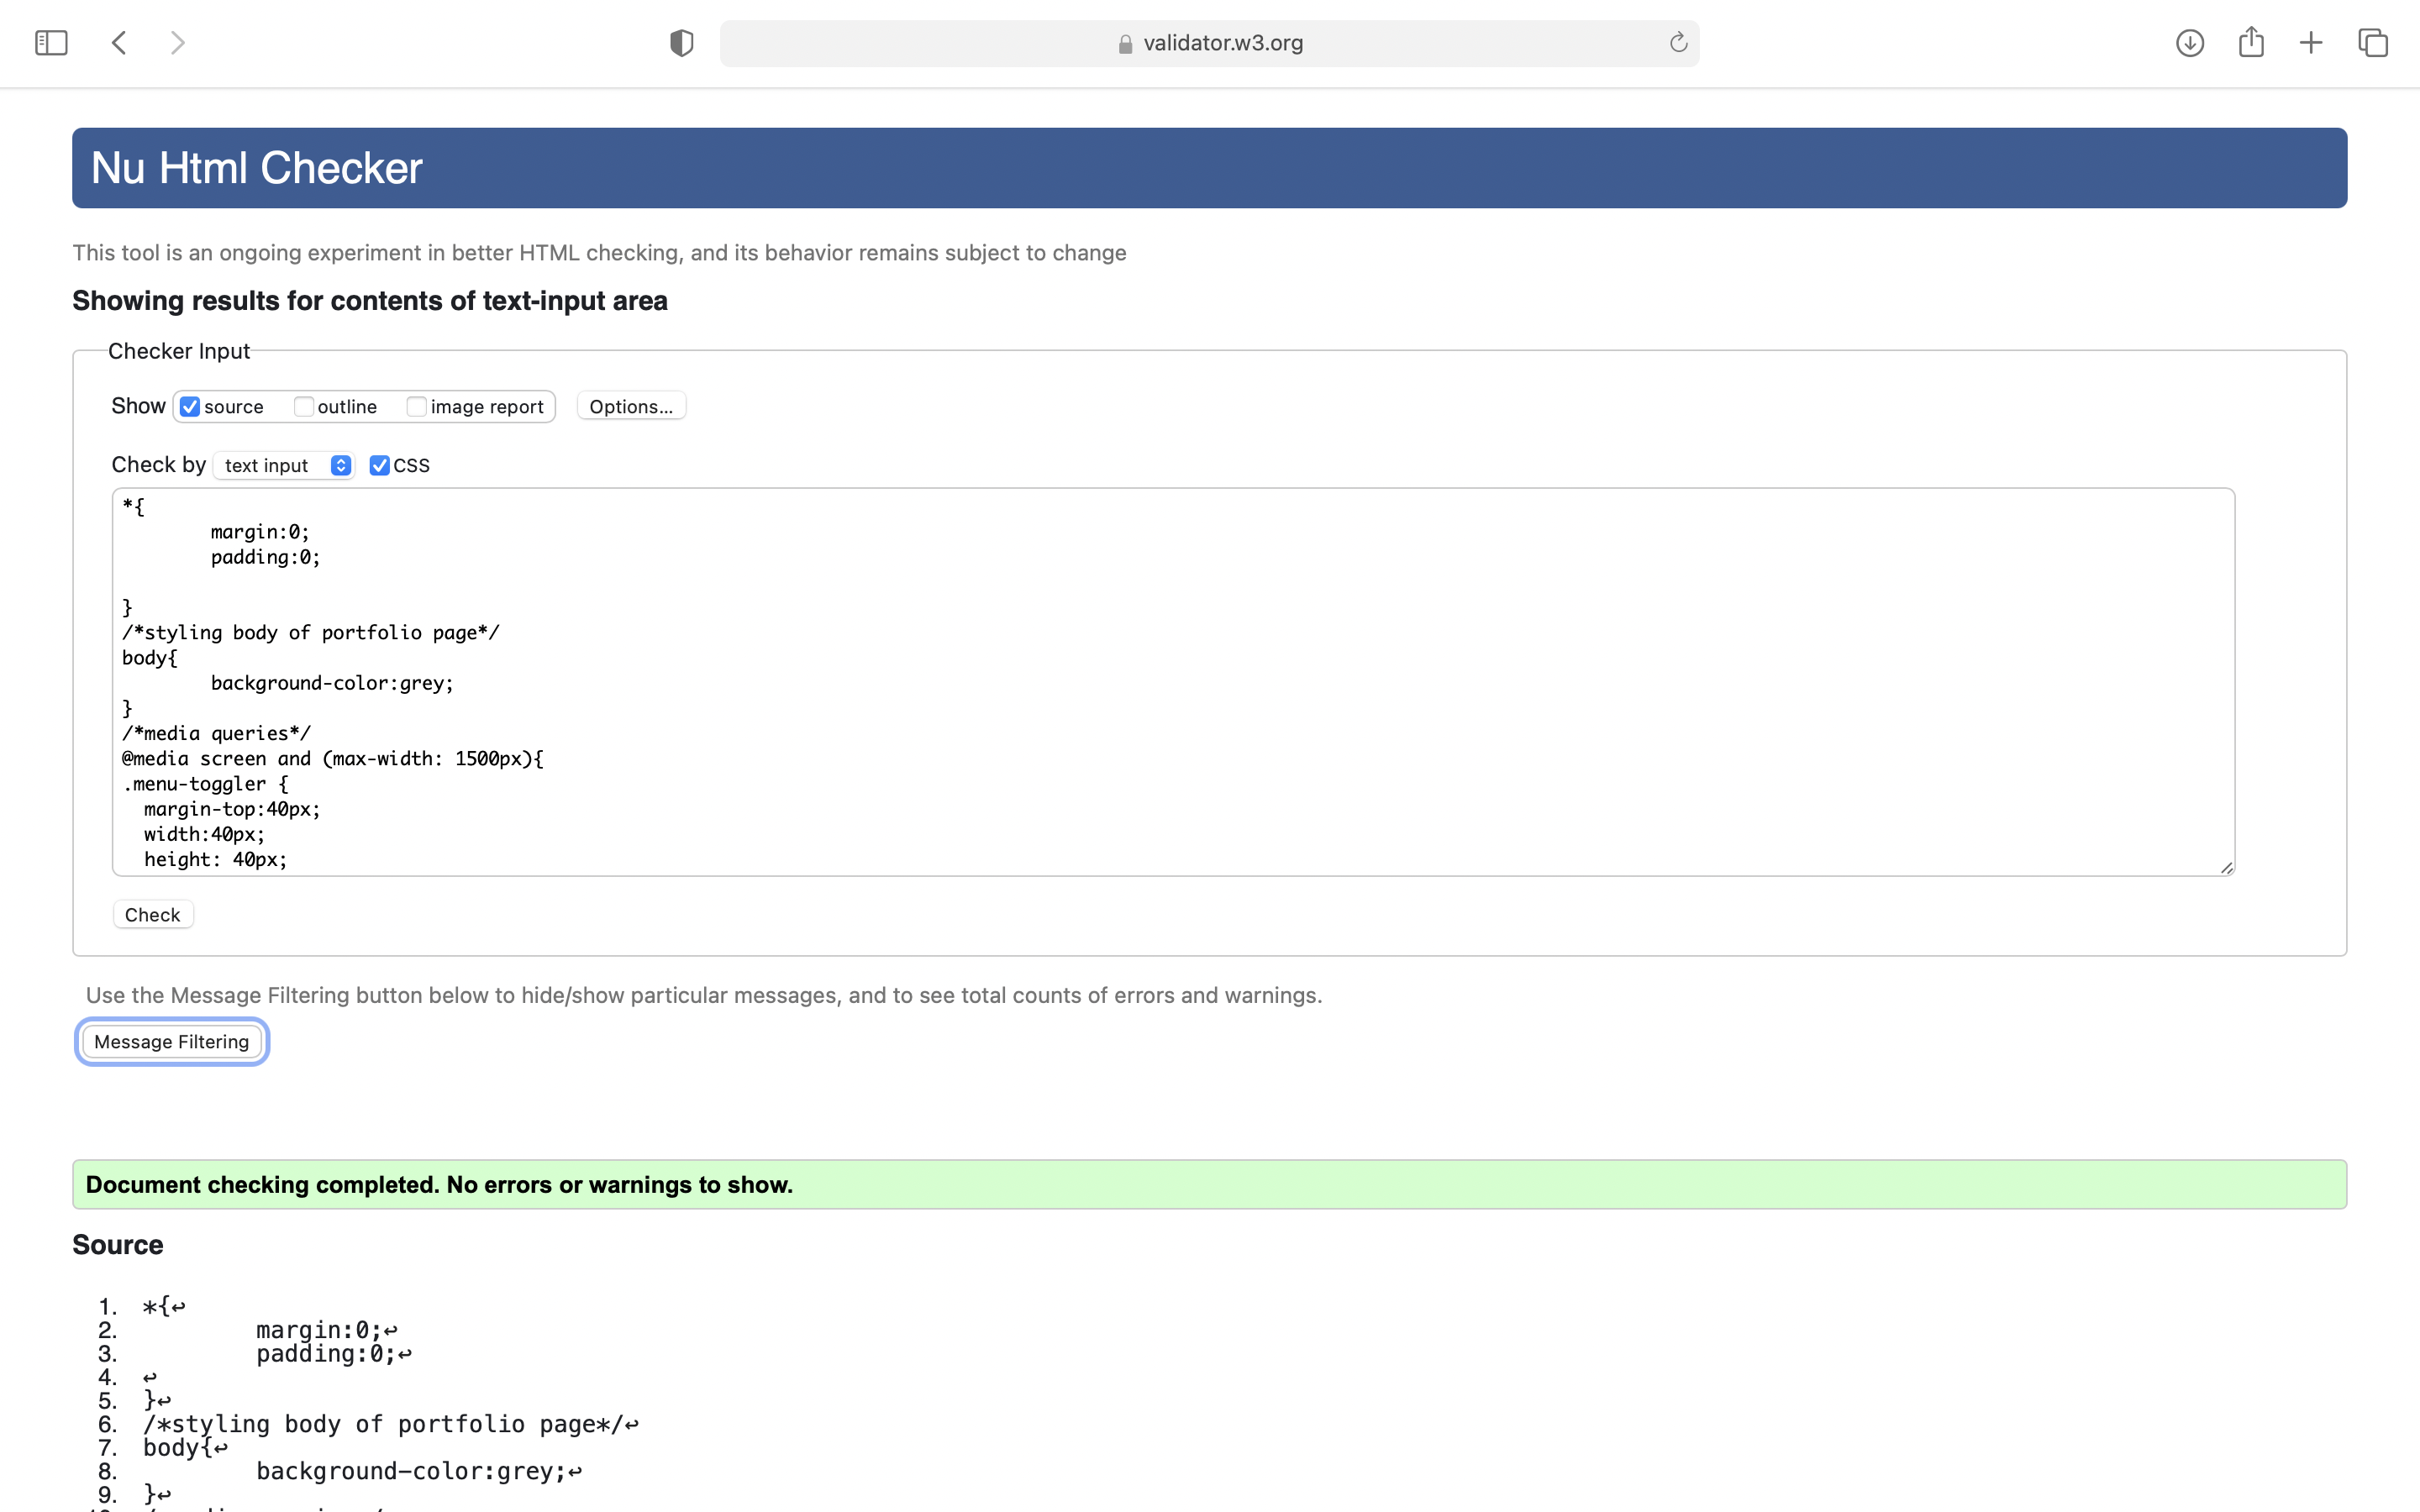 validator.w3.org
Nu Html Checker
This tool is an ongoing experiment in better HTML checking, and its behavior remains subject to change
Showing results for contents of text-input area
Checker Input
Show source outline image report Options...
Check by text input CSS
*{
margin:0;
padding:0;
}
/*styling body of portfolio page*/
body{
background-color:grey;
}
/*media queries*/
@media screen and (max-width: 1500px){
.menu-toggler {
margin-top:40px;
width:40px;
height: 40px;
Check
Use the Message Filtering button below to hide/show particular messages, and to see total counts of errors and warnings.
Message Filtering
Document checking completed. No errors or warnings to show.
Source
1. *{↩
2. margin:0;↩
3. padding:0;↩
4. ↩
5. }↩
6. /*styling body of portfolio page*/↩
7. body{↩
8. background-color:grey;↩
9. }↩